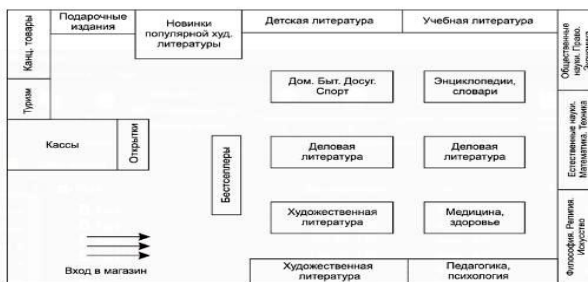 Подарочные
издания
Новинки
популярной худ.
литературы
Детская литература
Учебная литература
Канц. товары
Туризм
Общественные
науки. Право.
Экономика
Дом. Быт. Досуг.
Спорт
Энциклопедии,
словари
Кассы
Открытки
Бестселлеры
Деловая
литература
Деловая
литература
Естественные науки.
Математика. Техника
Художественная
литература
Медицина,
здоровье
Философия. Религия.
Искусство
Вход в магазин
Художественная
литература
Педагогика,
психология